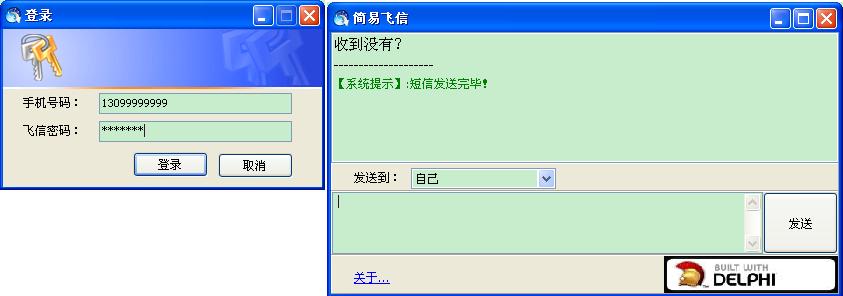 登录
手机号码：
13099999999
飞信密码：
*******
登录
取消
简易飞信
收到没有？
--------------------
【系统提示】:短信发送完毕!
发送到：
自己
发送
关于...
BUILT WITH
DELPHI